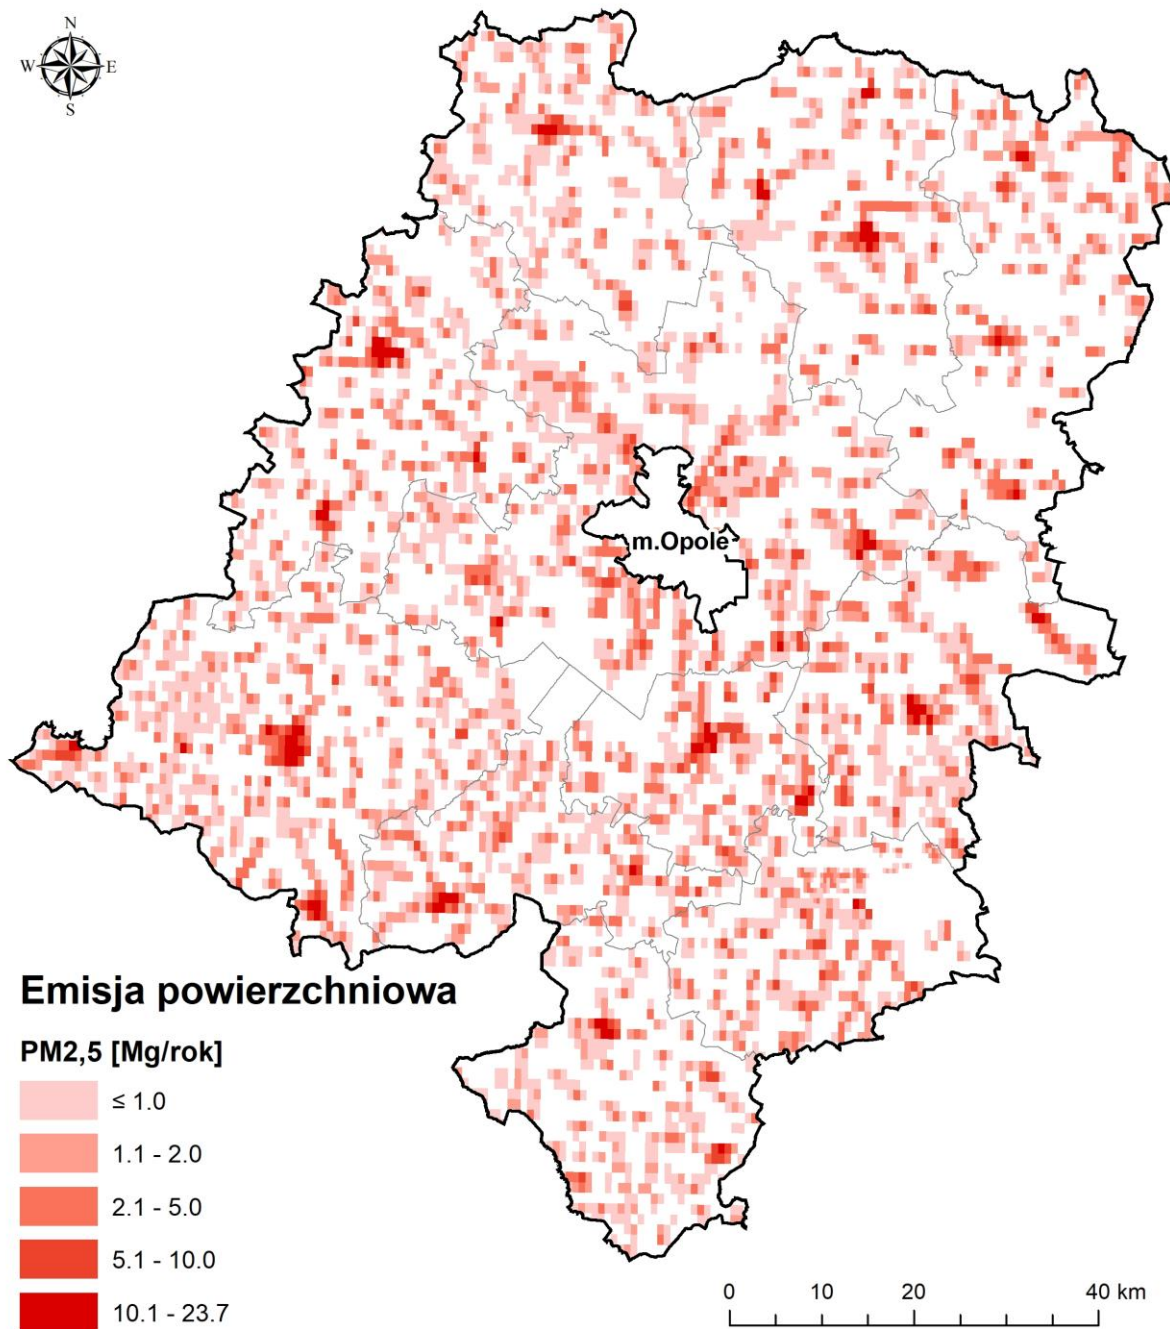 N
W E
S
m.Opole
Emisja powierzchniowa
PM2,5 [Mg/rok]
≤ 1.0
1.1 - 2.0
2.1 - 5.0
5.1 - 10.0
10.1 - 23.7
0 10 20 40 km